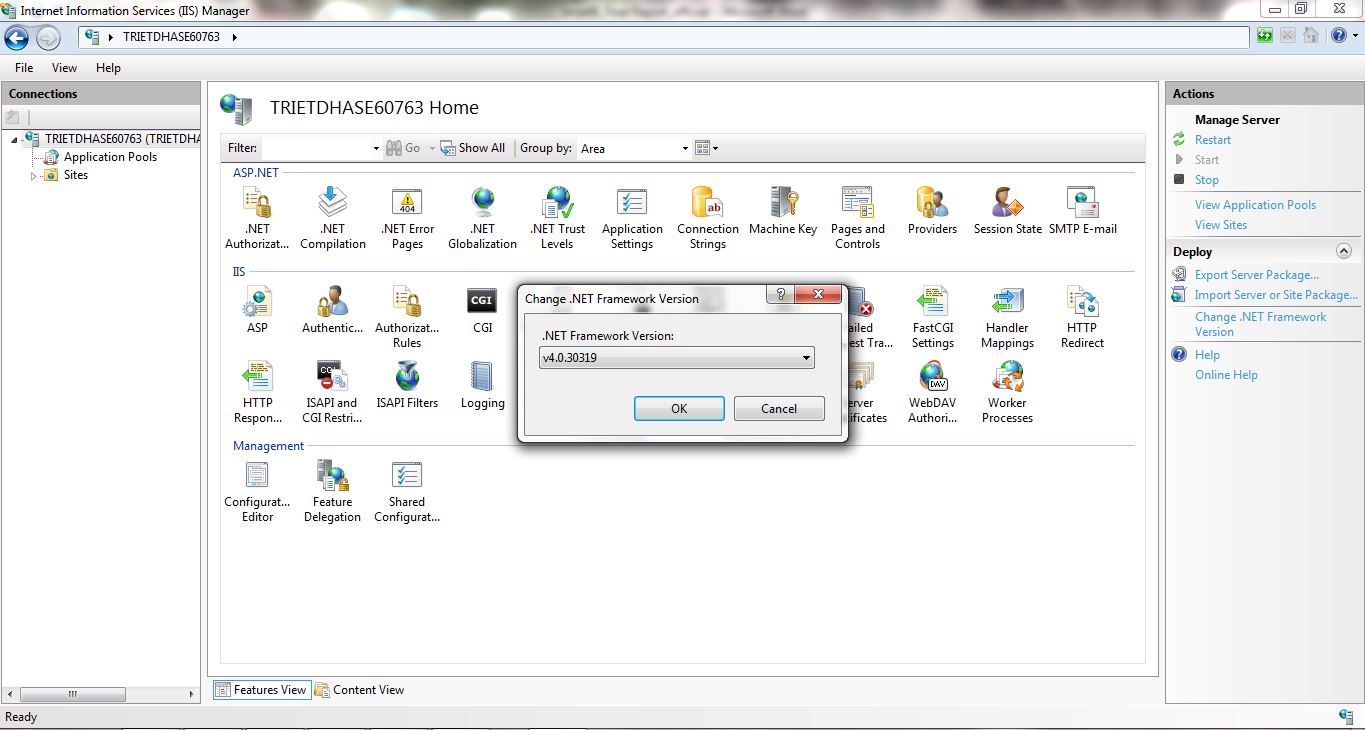 Internet Information Services (IIS) Manager
TRIETDHASE60763
File View Help
Connections
TRIETDHASE60763 (TRIETDHA
Application Pools
Sites
TRIETDHASE60763 Home
Filter: Go Show All Group by: Area
ASP.NET
.NET Authorizat...
.NET Compilation
.NET Error Pages
.NET Globalization
.NET Trust Levels
Application Settings
Connection Strings
Machine Key
Pages and Controls
Providers
Session State
SMTP E-mail
IIS
ASP
Authentic...
Authorizat... Rules
CGI
ailed
est Tra...
FastCGI Settings
Handler Mappings
HTTP Redirect
HTTP Respon...
ISAPI and CGI Restri...
ISAPI Filters
Logging
erver
tificates
WebDAV Authori...
Worker Processes
Management
Configurat... Editor
Feature Delegation
Shared Configurat...
Change .NET Framework Version
.NET Framework Version:
v4.0.30319
OK Cancel
Features View Content View
Ready
Actions
Manage Server
Restart
Start
Stop
View Application Pools
View Sites
Deploy
Export Server Package...
Import Server or Site Package...
Change .NET Framework
Version
Help
Online Help